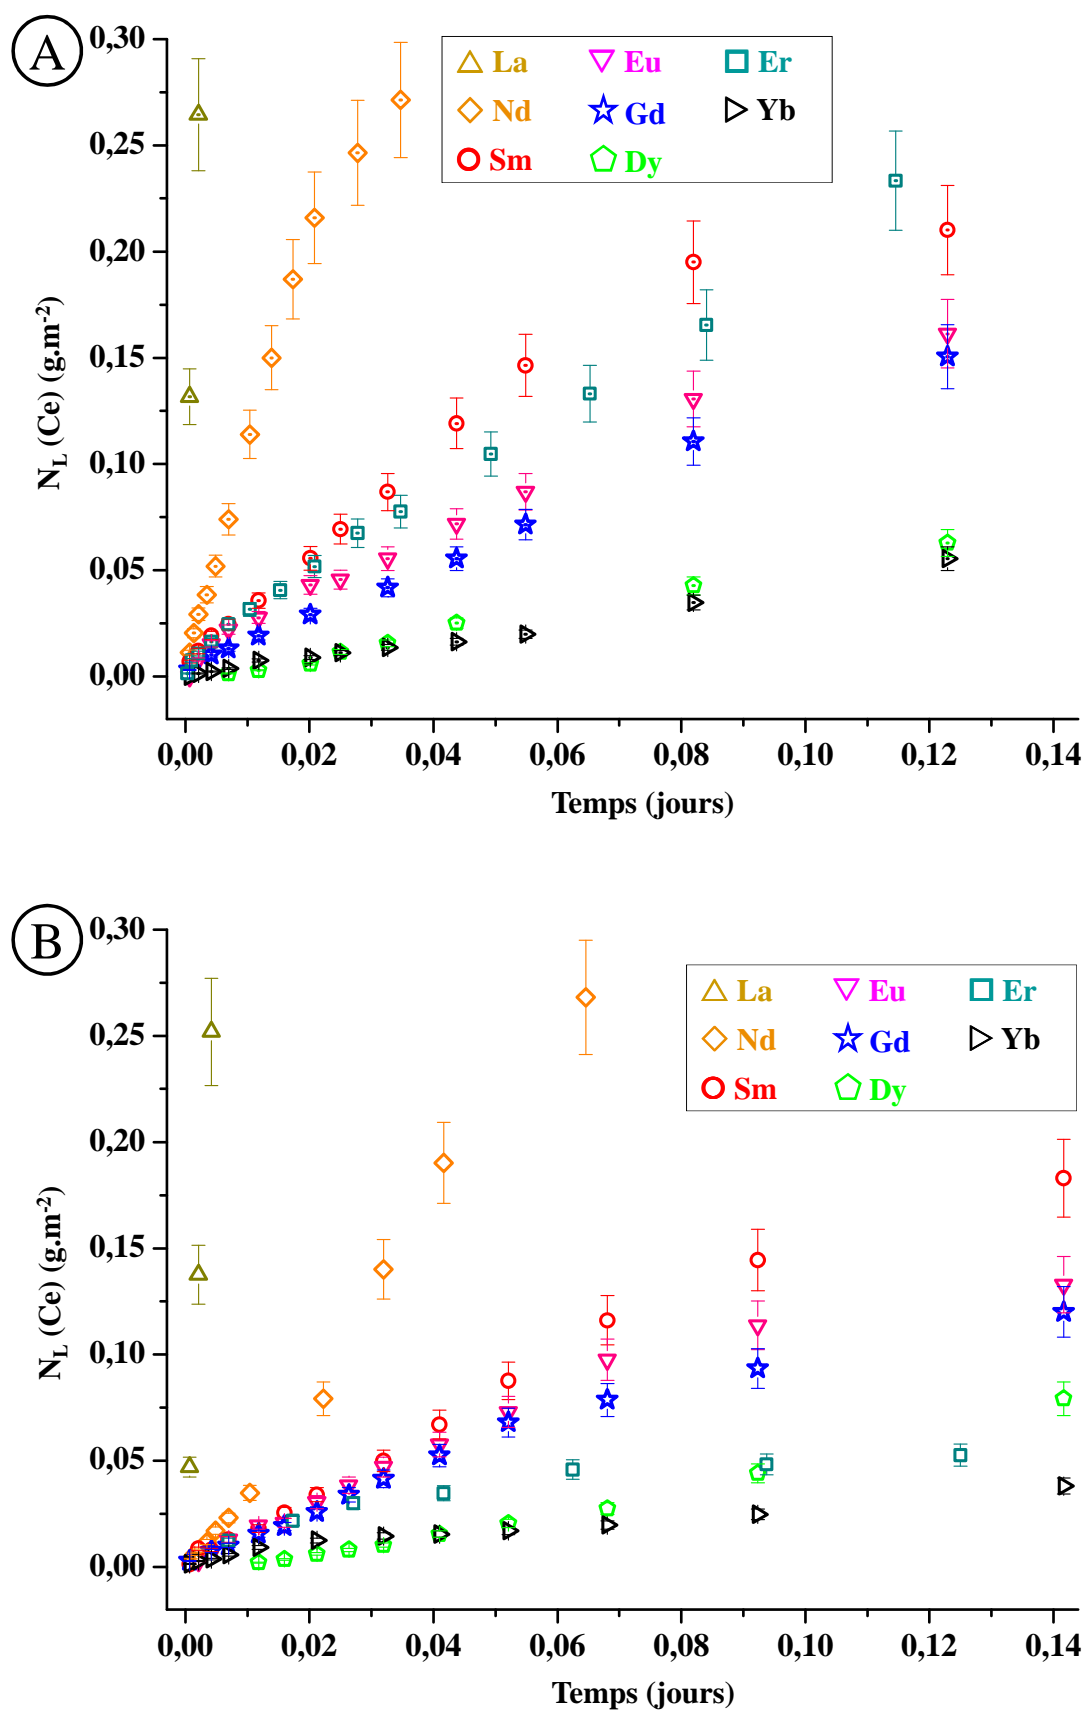 A
0,30
0,25
0,20
0,15
0,10
0,05
0,00
N_L (Ce) (g.m⁻²)
La Eu Er
Nd Gd Yb
Sm Dy
0,00 0,02 0,04 0,06 0,08 0,10 0,12 0,14
Temps (jours)
B
0,30
0,25
0,20
0,15
0,10
0,05
0,00
N_L (Ce) (g.m⁻²)
La Eu Er
Nd Gd Yb
Sm Dy
0,00 0,02 0,04 0,06 0,08 0,10 0,12 0,14
Temps (jours)